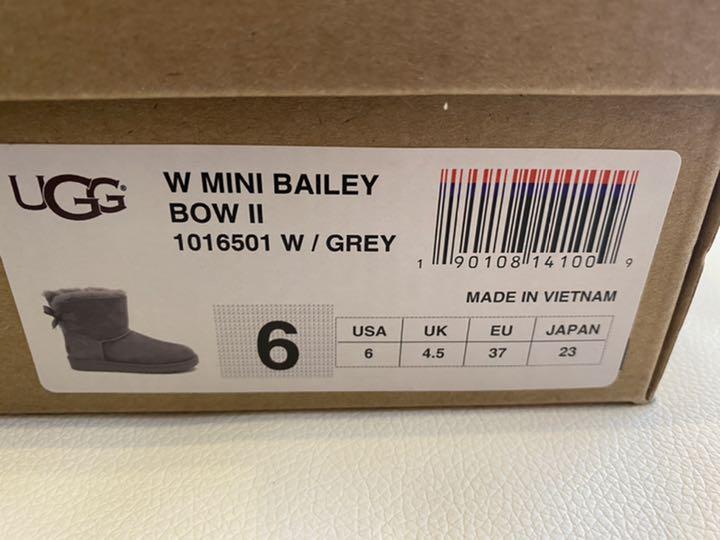 UGG®
W MINI BAILEY
BOW II
1016501 W / GREY
1 90108 14100 9
MADE IN VIETNAM
6
USA UK EU JAPAN
6 4.5 37 23